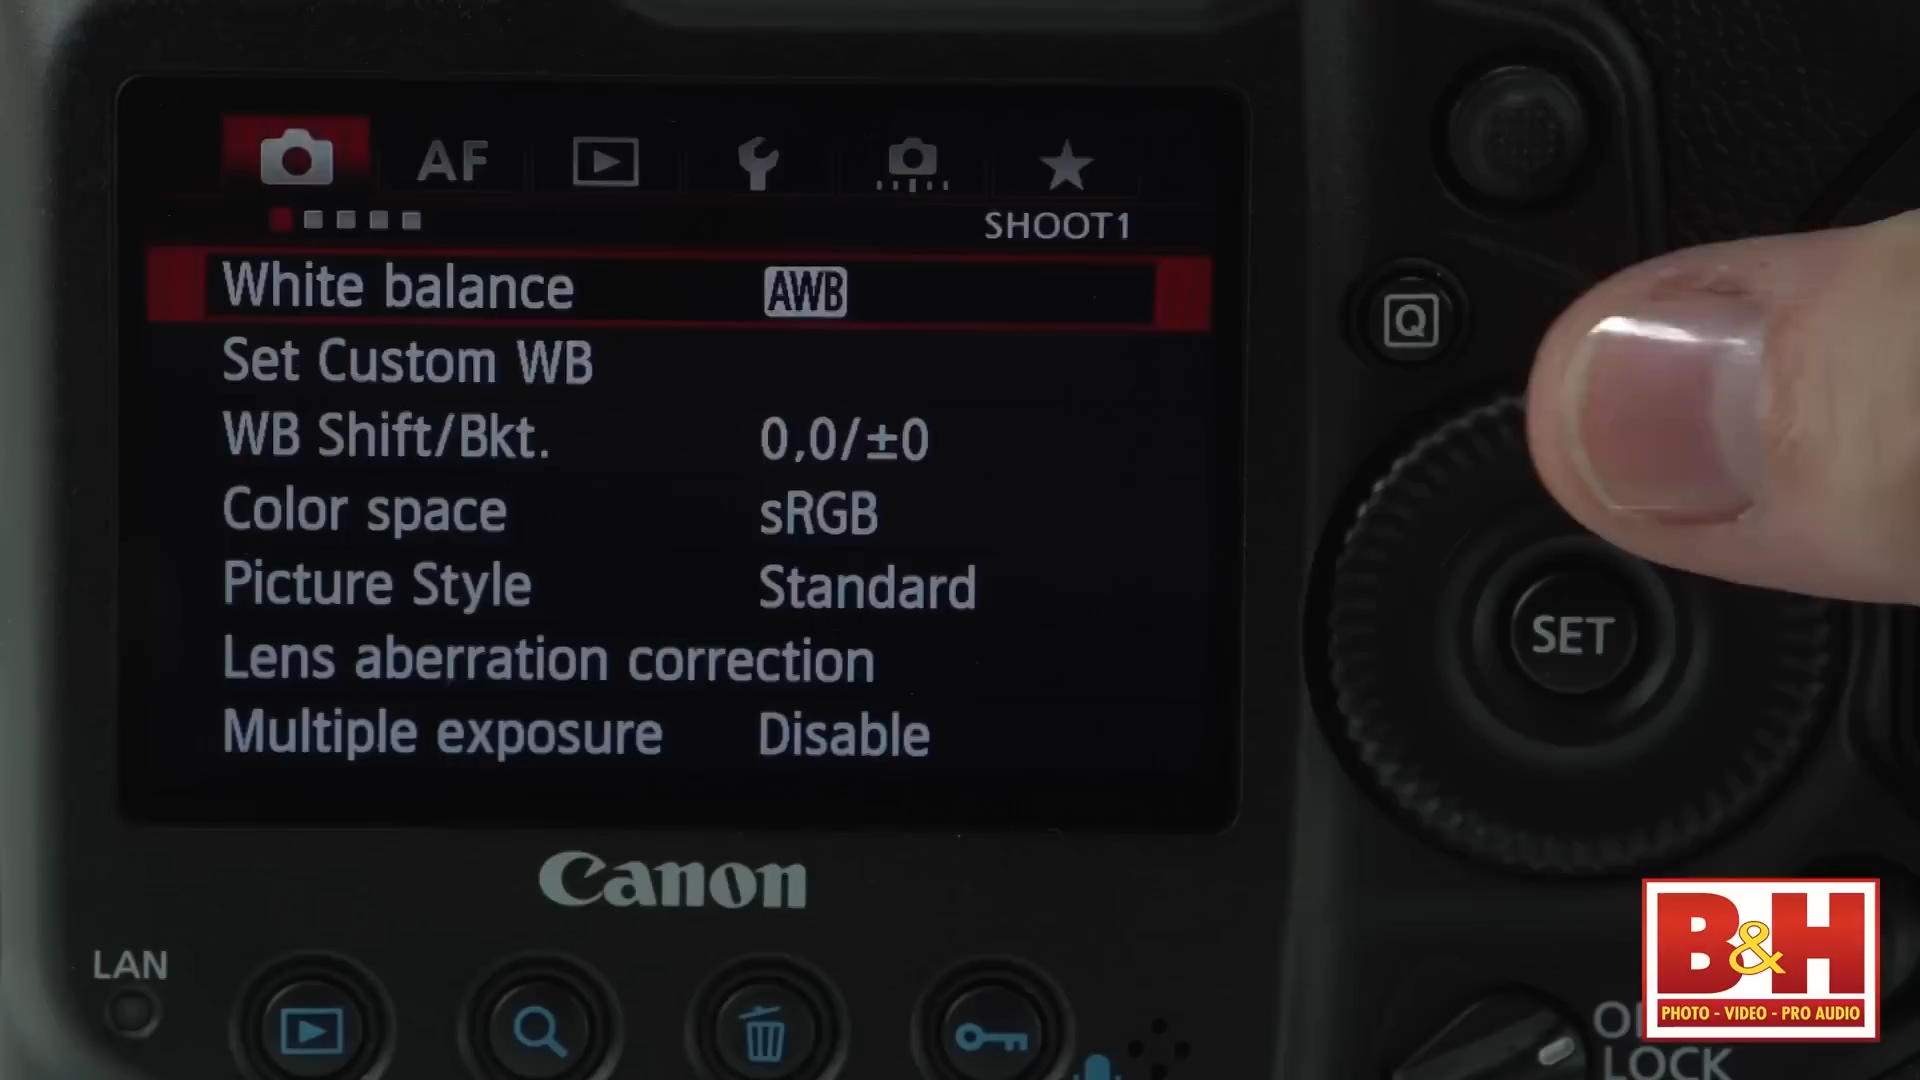 AF
SHOOT1
White balance AWB
Set Custom WB
WB Shift/Bkt. 0,0/±0
Color space sRGB
Picture Style Standard
Lens aberration correction
Multiple exposure Disable
Q
SET
Canon
LAN
B&H
PHOTO - VIDEO - PRO AUDIO
LOCK